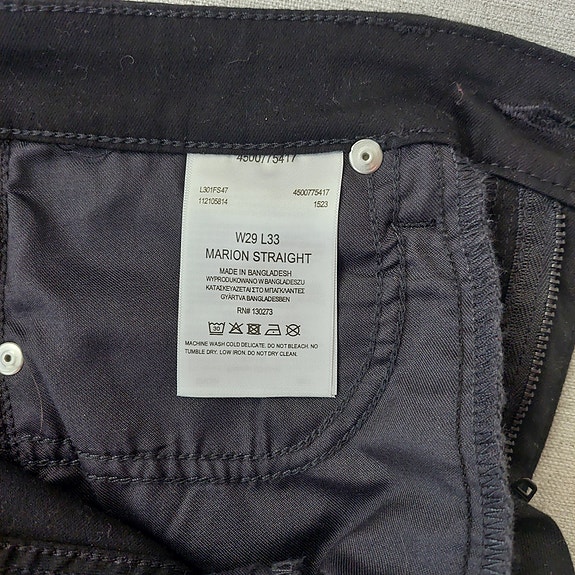 4500775417
L301FS47 4500775417
112105814 1523
W29 L33
MARION STRAIGHT
MADE IN BANGLADESH
WYPRODUKOWANO W BANGLADESZU
ΚΑΤΑΣΚΕΥΑΖΕΤΑΙ ΣΤΟ ΜΠΑΓΚΛΑΝΤΕΣ
GYÁRTVA BANGLADESBEN
RN# 130273
30
MACHINE WASH COLD DELICATE. DO NOT BLEACH. NO
TUMBLE DRY. LOW IRON. DO NOT DRY CLEAN.